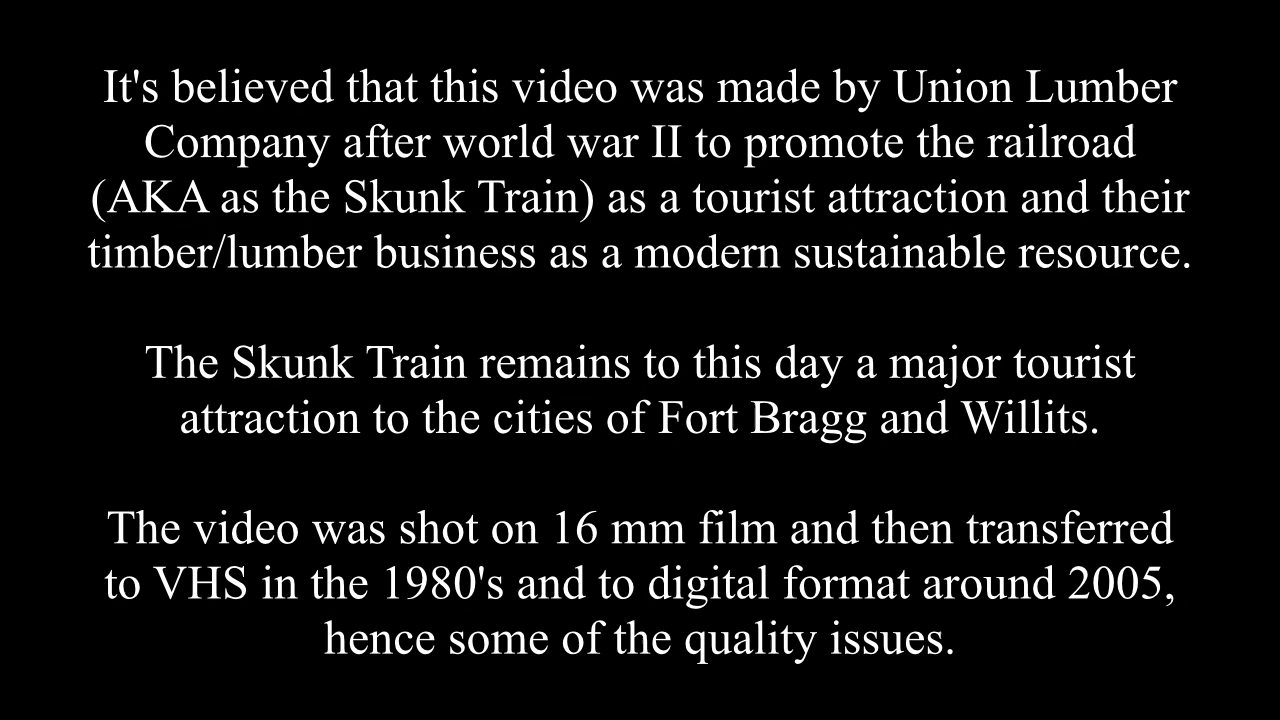 It's believed that this video was made by Union Lumber
Company after world war II to promote the railroad
(AKA as the Skunk Train) as a tourist attraction and their
timber/lumber business as a modern sustainable resource.
The Skunk Train remains to this day a major tourist
attraction to the cities of Fort Bragg and Willits.
The video was shot on 16 mm film and then transferred
to VHS in the 1980's and to digital format around 2005,
hence some of the quality issues.